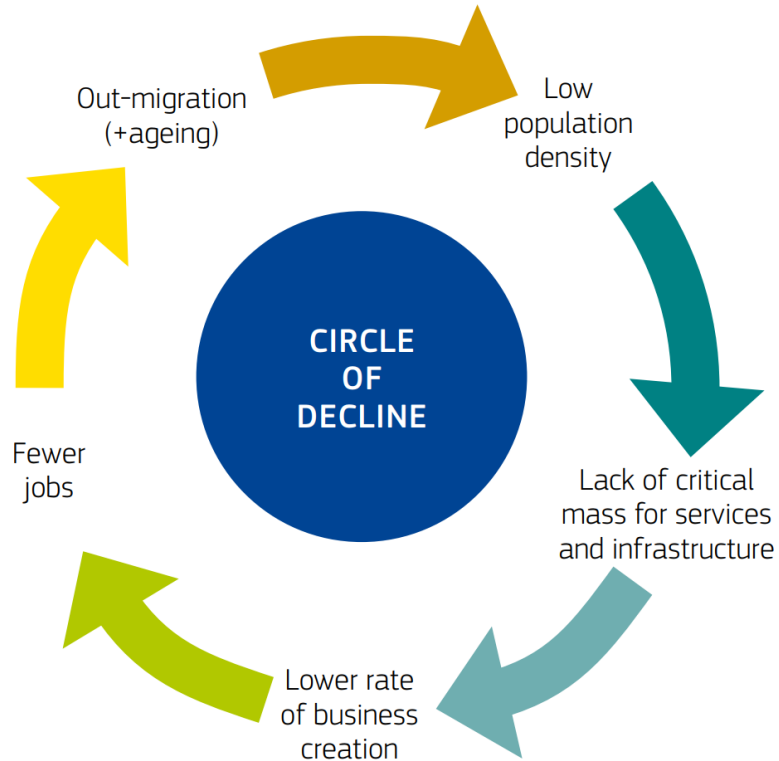 Out-migration
(+ageing)
Low
population
density
CIRCLE
OF
DECLINE
Fewer
jobs
Lack of critical
mass for services
and infrastructure
Lower rate
of business
creation